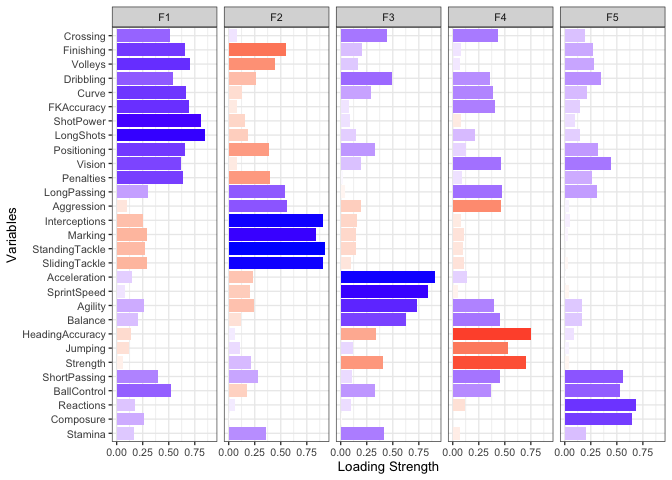 F1 F2 F3 F4 F5
Variables
Crossing
Finishing
Volleys
Dribbling
Curve
FKAccuracy
ShotPower
LongShots
Positioning
Vision
Penalties
LongPassing
Aggression
Interceptions
Marking
StandingTackle
SlidingTackle
Acceleration
SprintSpeed
Agility
Balance
HeadingAccuracy
Jumping
Strength
ShortPassing
BallControl
Reactions
Composure
Stamina
0.00 0.25 0.50 0.75 0.00 0.25 0.50 0.75 0.00 0.25 0.50 0.75 0.00 0.25 0.50 0.75 0.00 0.25 0.50 0.75
Loading Strength